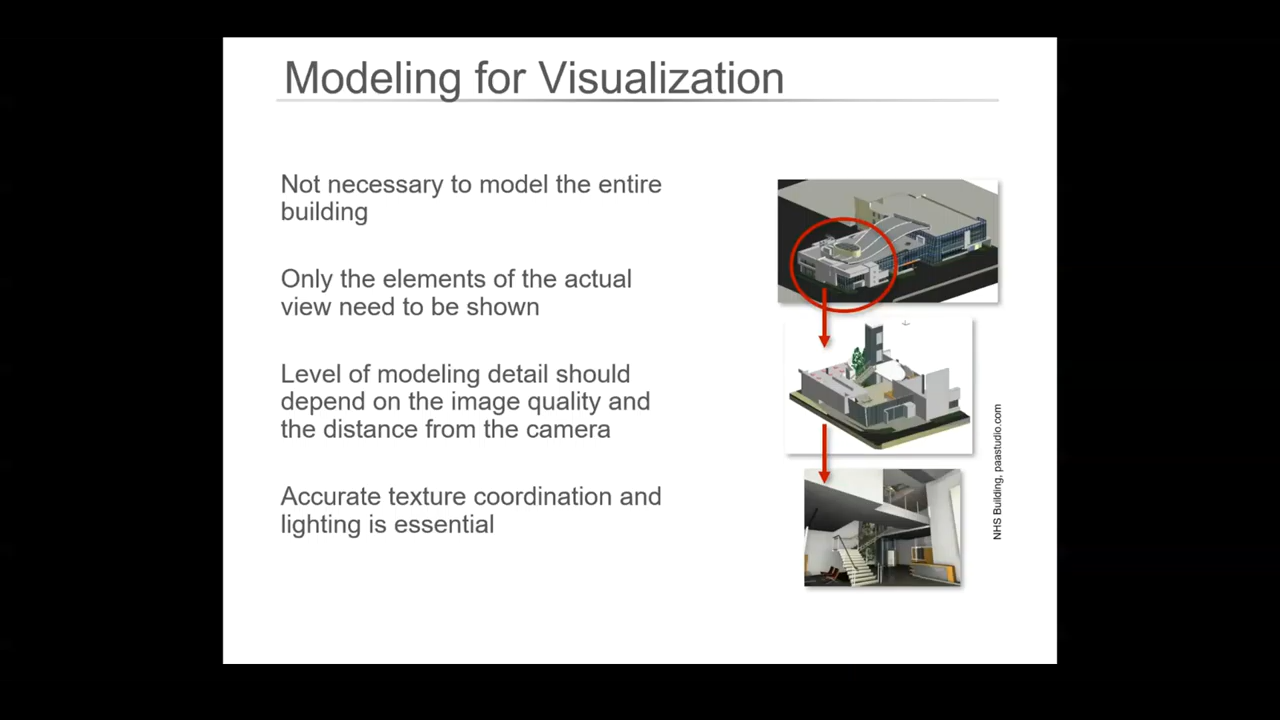 Modeling for Visualization
Not necessary to model the entire
building
Only the elements of the actual
view need to be shown
Level of modeling detail should
depend on the image quality and
the distance from the camera
Accurate texture coordination and
lighting is essential
NHS Building, paastudio.com